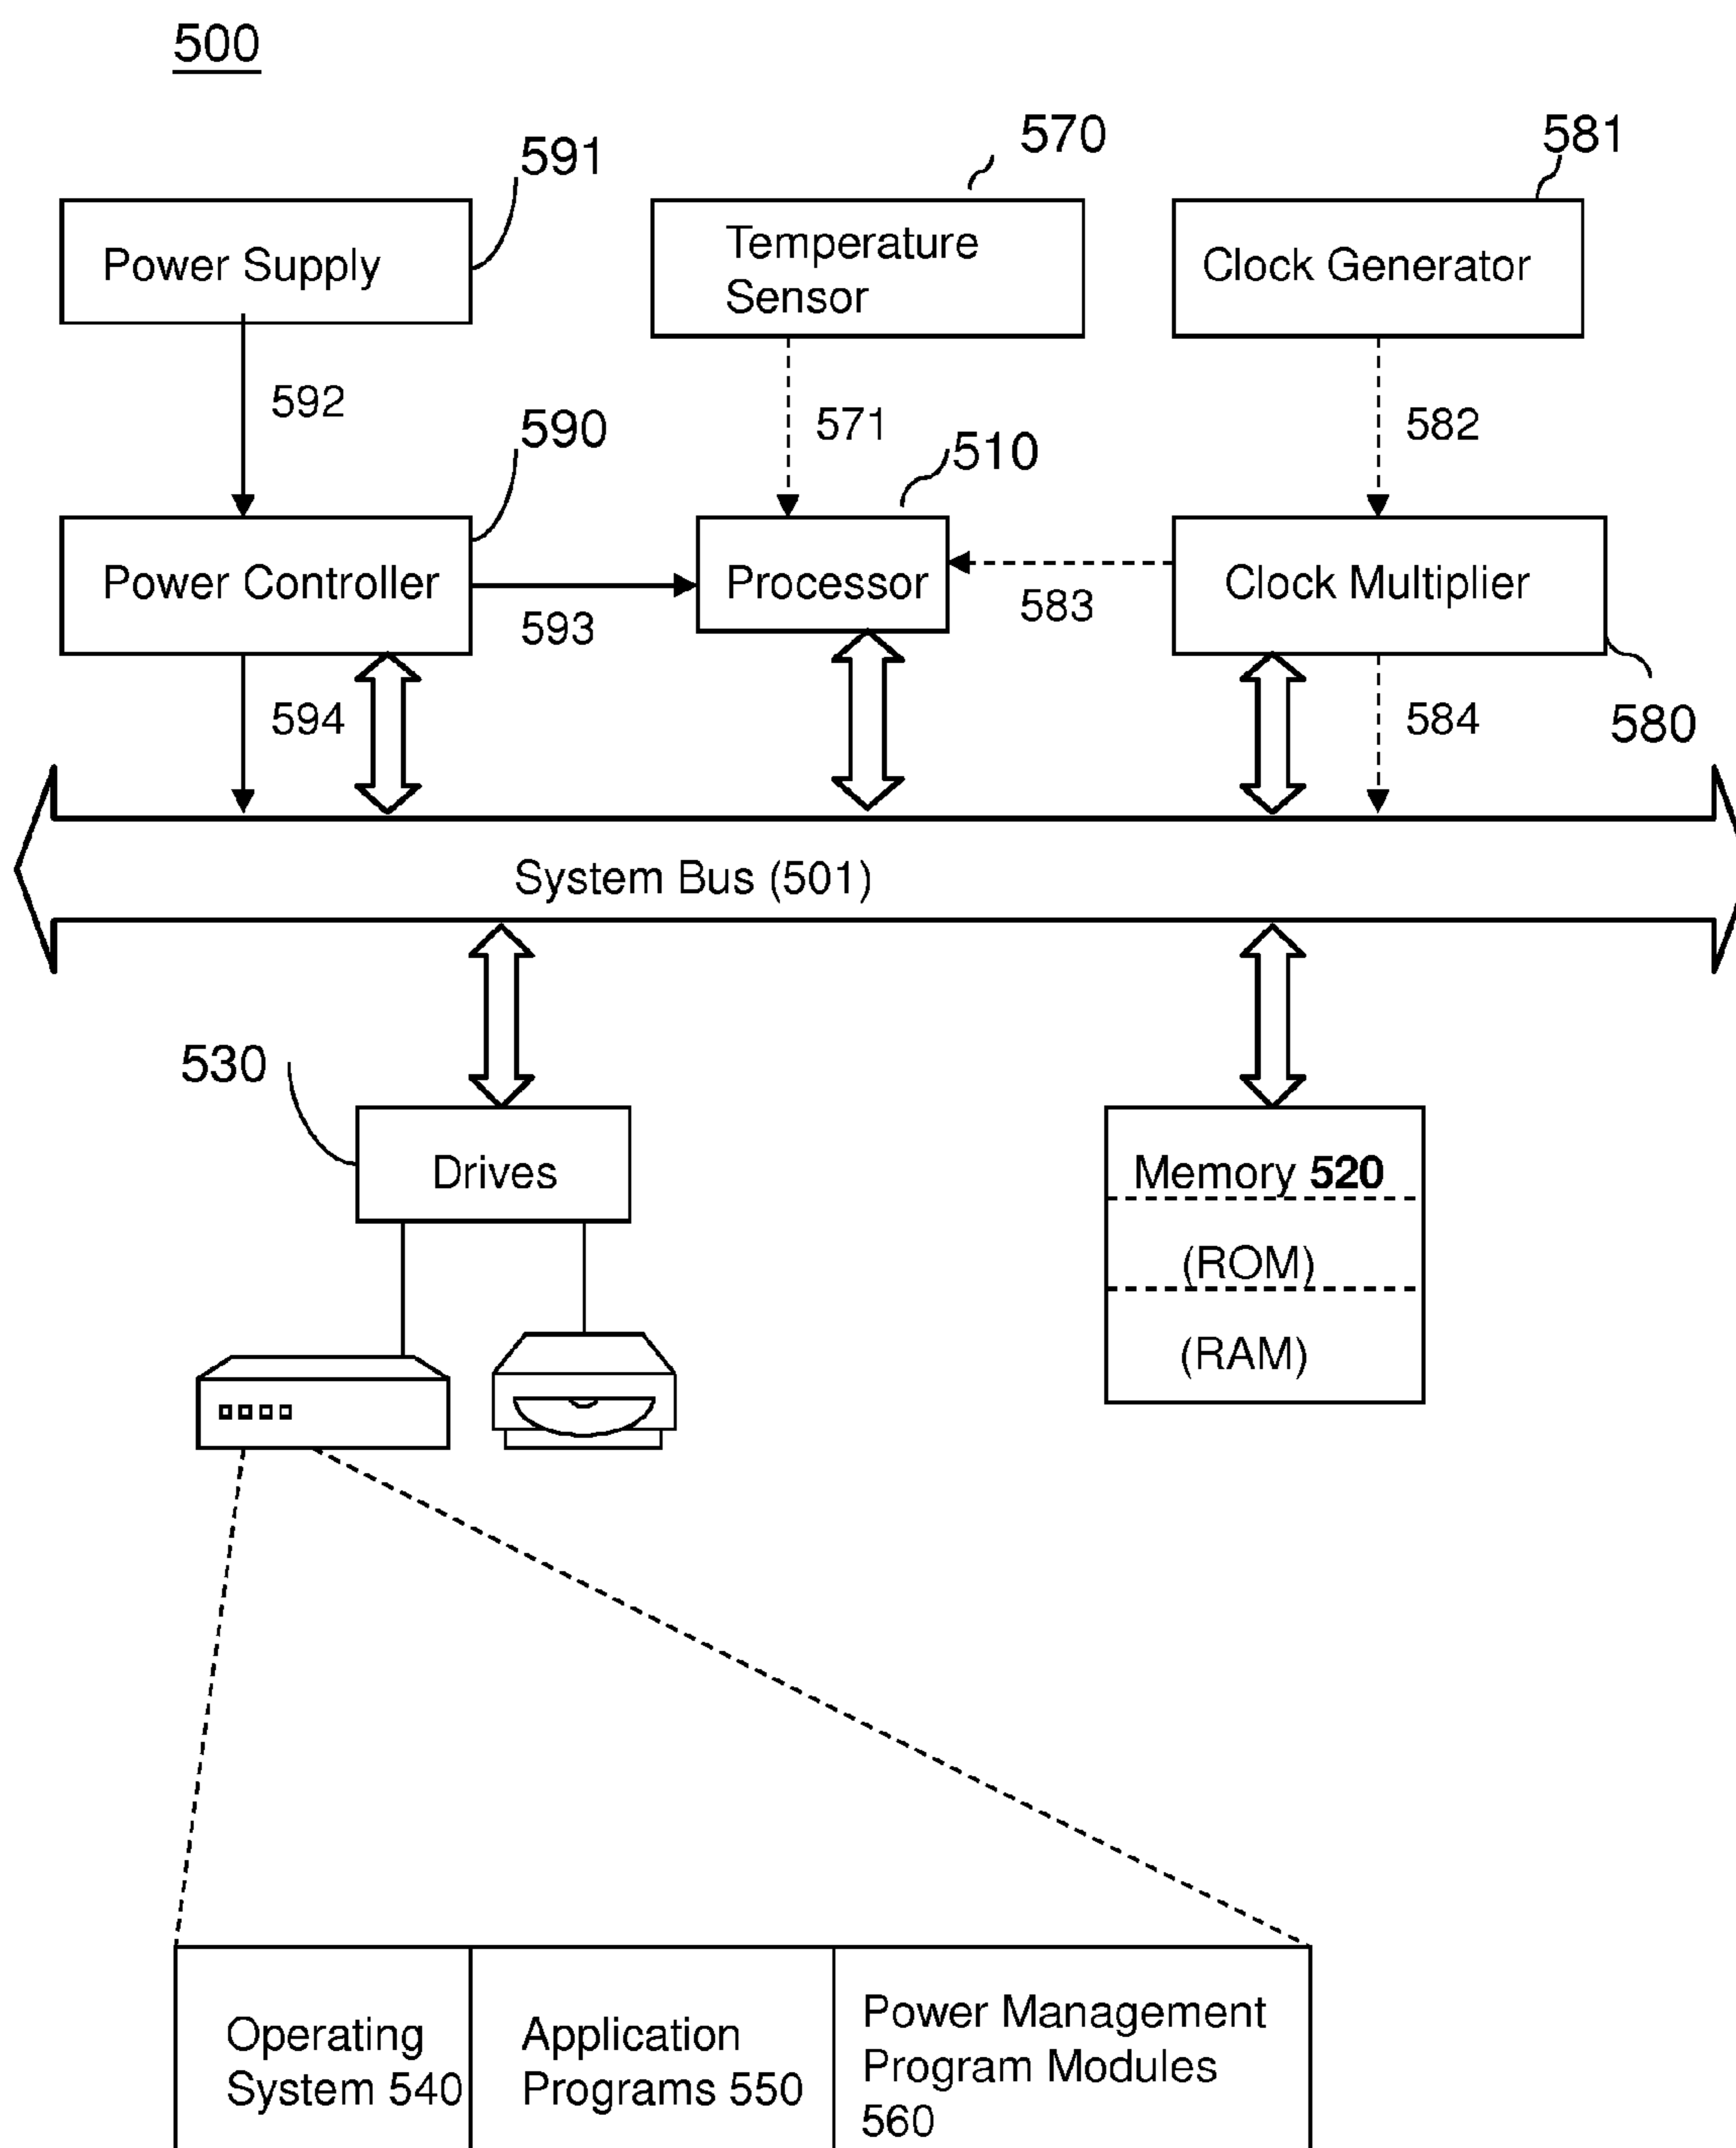 500
591
570
581
Power Supply
Temperature
Sensor
Clock Generator
592
571
582
590
510
Power Controller
Processor
Clock Multiplier
593
583
594
584
580
System Bus (501)
530
Drives
Memory 520
(ROM)
(RAM)
Operating
System 540
Application
Programs 550
Power Management
Program Modules
560